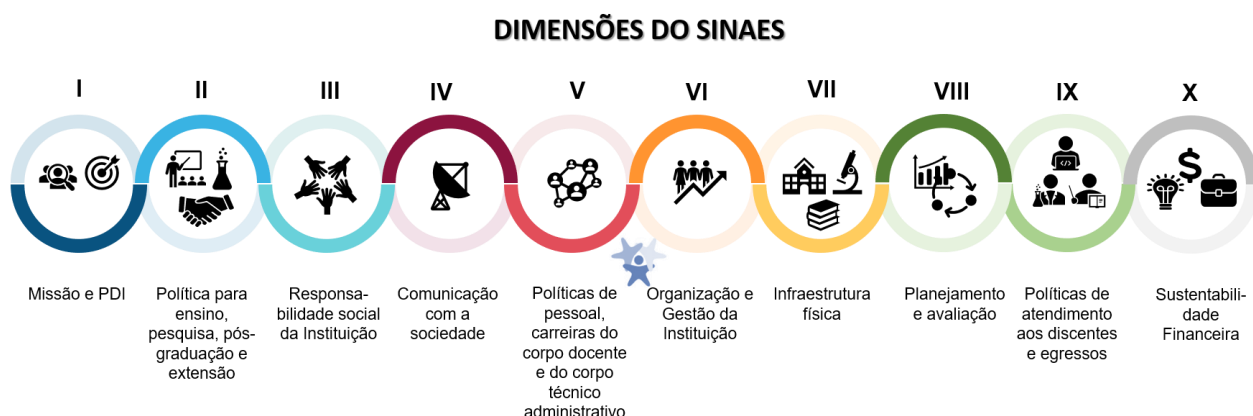 DIMENSÕES DO SINAES
I
II
III
IV
V
VI
VII
VIII
IX
X
Missão e PDI
Política para
ensino,
pesquisa, pós-
graduação e
extensão
Responsa-
bilidade social
da Instituição
Comunicação
com a
sociedade
Políticas de
pessoal,
carreiras do
corpo docente
e do corpo
técnico
administrativo
Organização e
Gestão da
Instituição
Infraestrutura
física
Planejamento
e avaliação
Políticas de
atendimento
aos discentes
e egressos
Sustentabili-
dade
Financeira